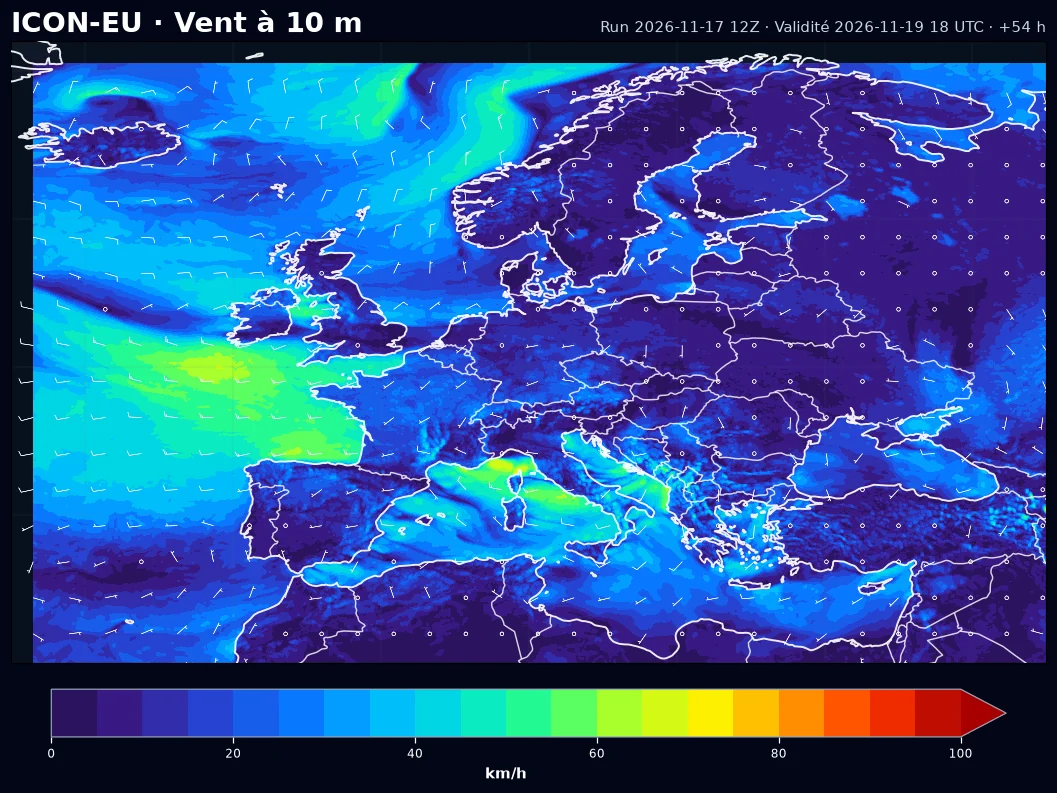 ICON-EU · Vent à 10 m
Run 2026-11-17 12Z · Validité 2026-11-19 18 UTC · +54 h
0 20 40 60 80 100
km/h